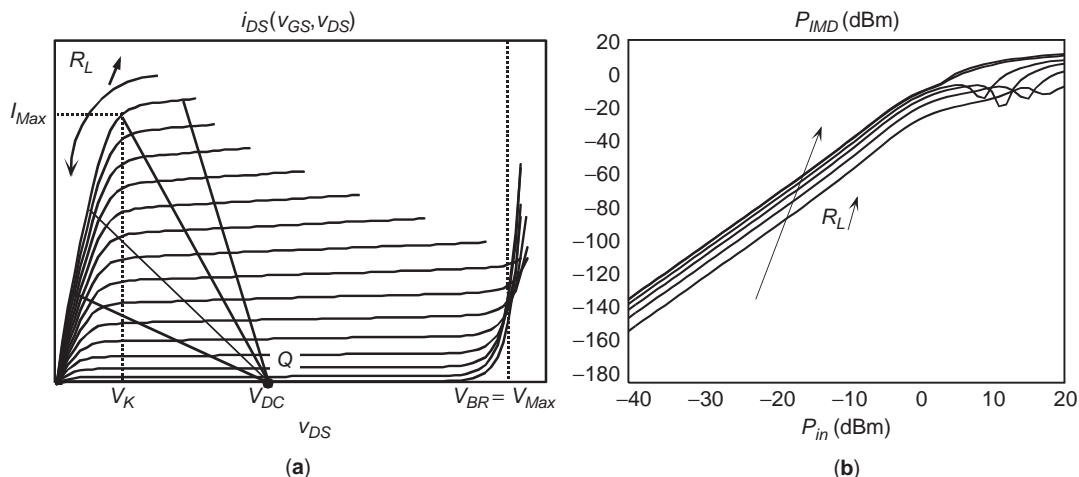 i_DS(v_GS, v_DS)
R_L
I_Max
Q
V_K
V_DC
V_BR = V_Max
v_DS
(a)
P_IMD (dBm)
20
0
−20
−40
−60
−80
−100
−120
−140
−160
−180
R_L
−40
−30
−20
−10
0
10
20
P_in (dBm)
(b)